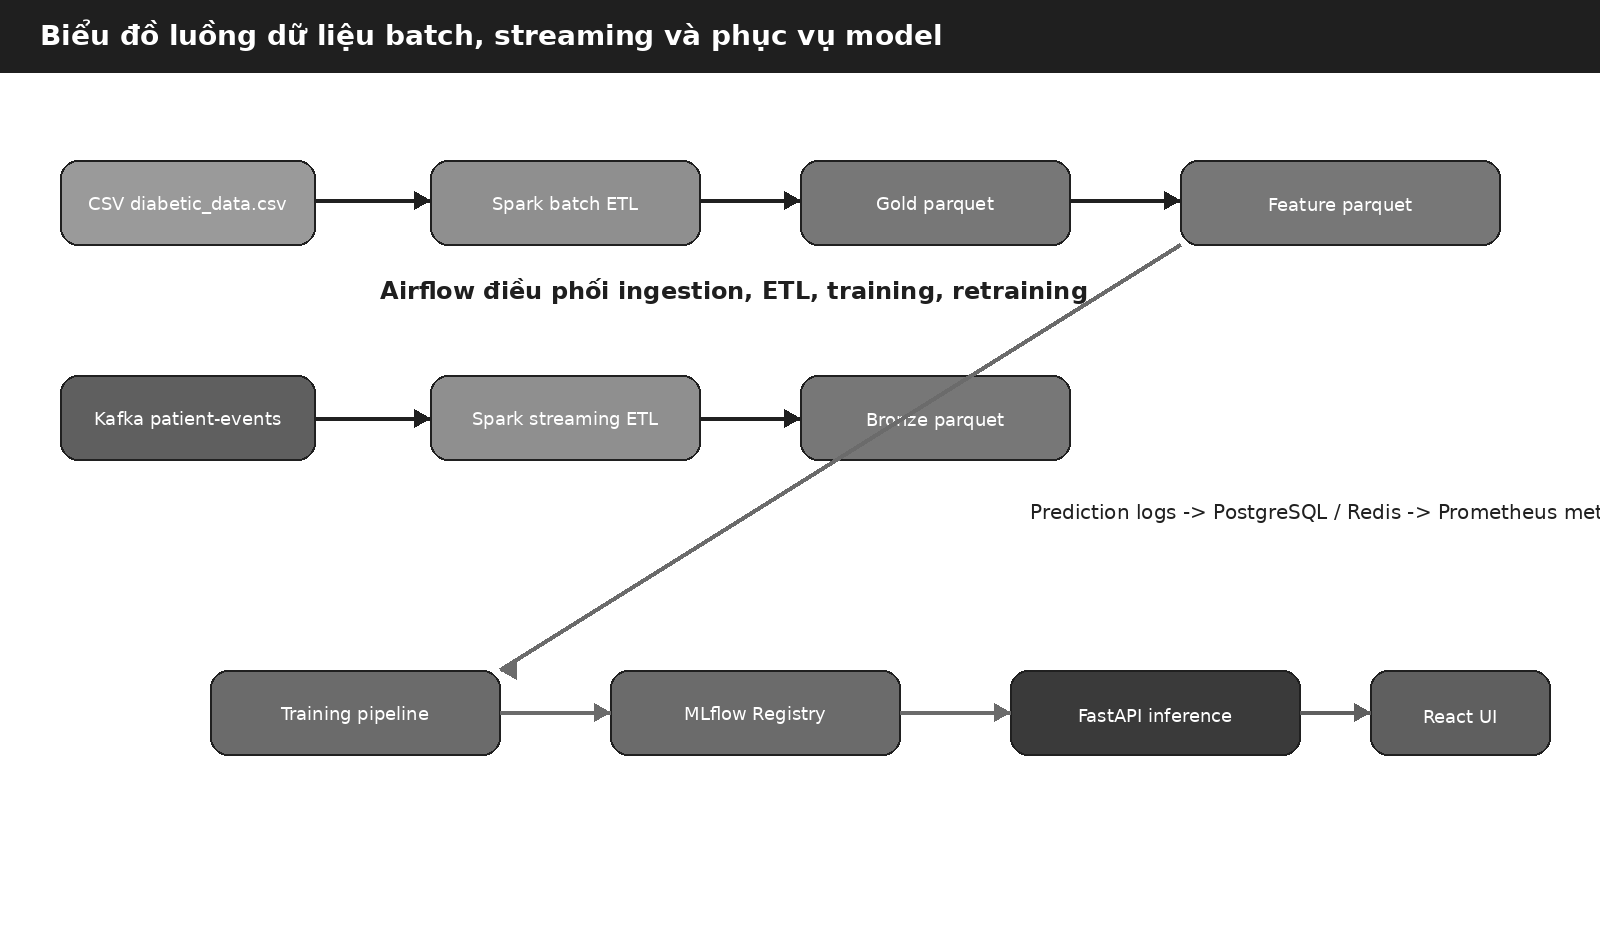 Biểu đồ luồng dữ liệu batch, streaming và phục vụ model
CSV diabetic_data.csv
Spark batch ETL
Gold parquet
Feature parquet
Airflow điều phối ingestion, ETL, training, retraining
Kafka patient-events
Spark streaming ETL
Bronze parquet
Prediction logs -> PostgreSQL / Redis -> Prometheus met
Training pipeline
MLflow Registry
FastAPI inference
React UI